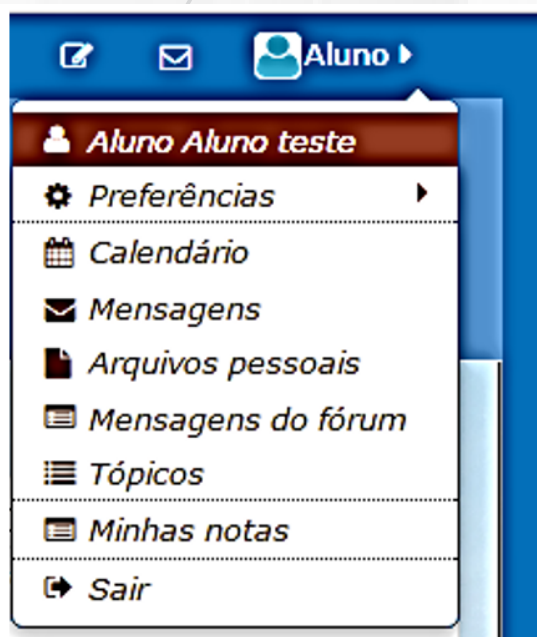 Aluno
Aluno Aluno teste
Preferências
Calendário
Mensagens
Arquivos pessoais
Mensagens do fórum
Tópicos
Minhas notas
Sair